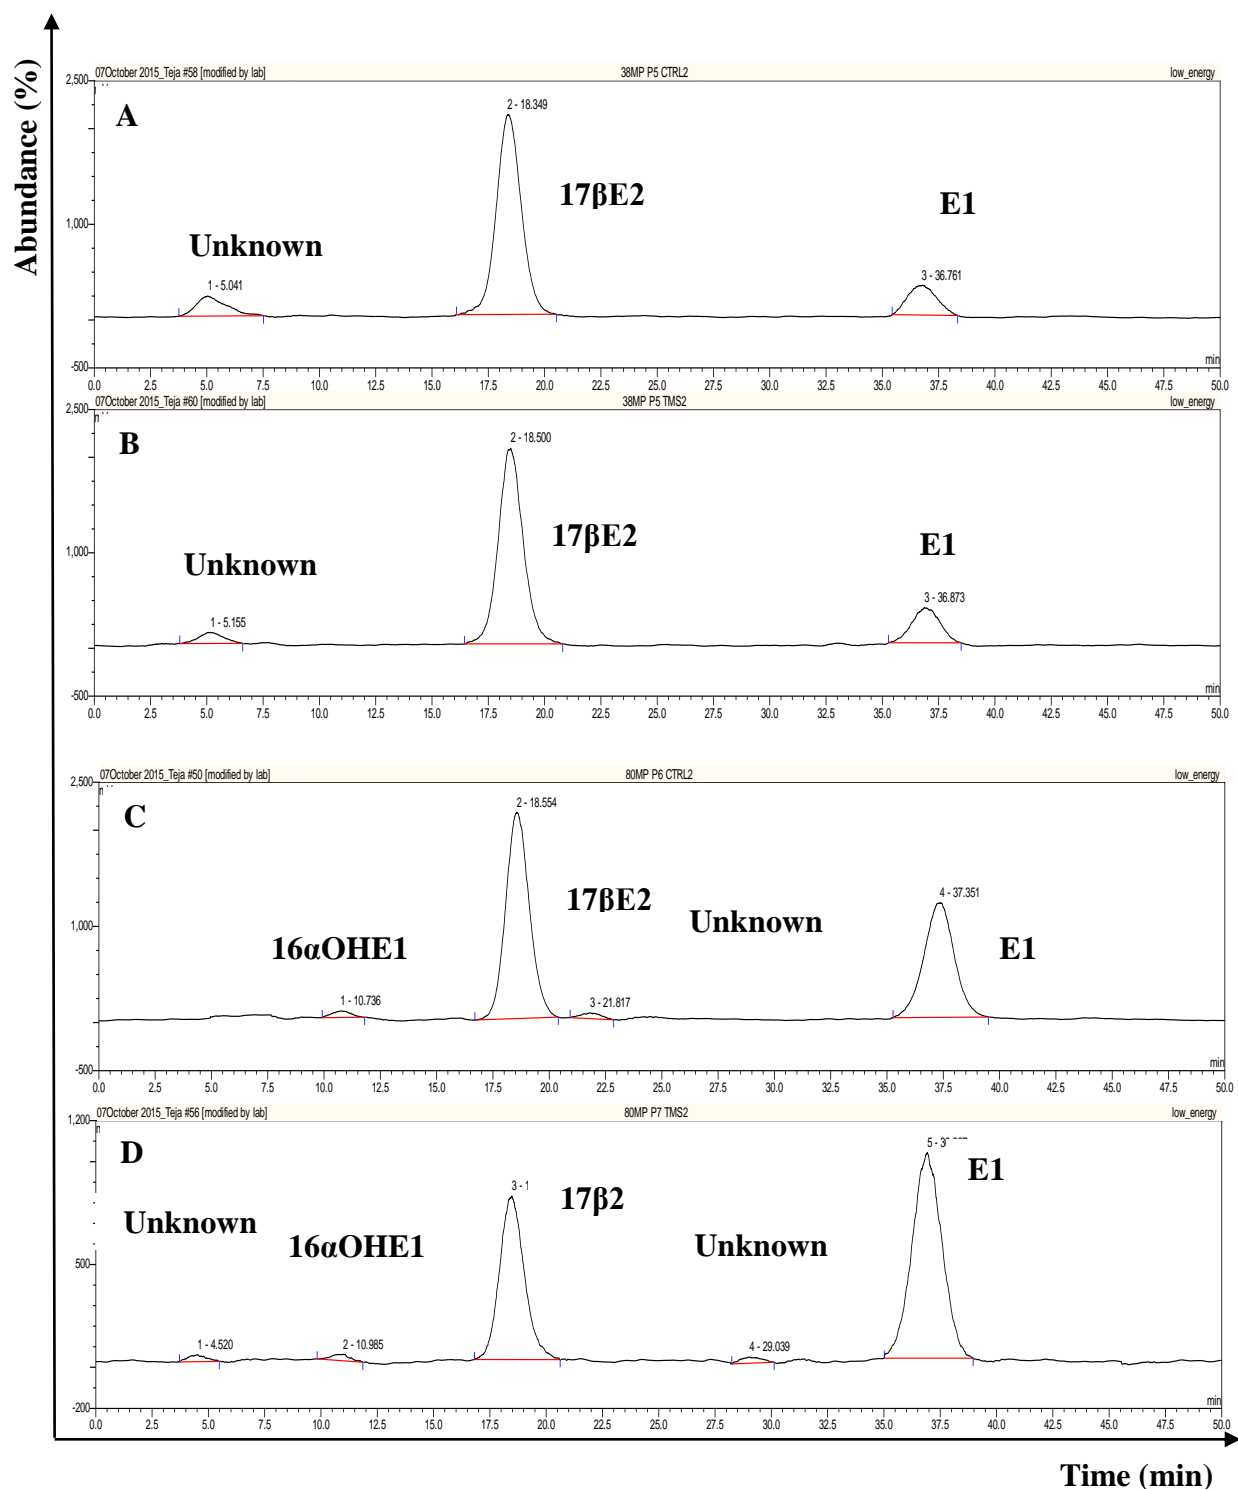 Abundance (%)
07October 2015_Teja #58 [modified by lab] 38MP P5 CTRL2 low_energy
2,500
A
2 - 18.349
17βE2
E1
1,000
Unknown
1 - 5.041
3 - 36.761
-500
min
0.0 2.5 5.0 7.5 10.0 12.5 15.0 17.5 20.0 22.5 25.0 27.5 30.0 32.5 35.0 37.5 40.0 42.5 45.0 47.5 50.0
07October 2015_Teja #60 [modified by lab] 38MP P5 TMS2 low_energy
2,500
B
2 - 18.500
17βE2
E1
1,000
Unknown
1 - 5.155
3 - 36.873
-500
min
0.0 2.5 5.0 7.5 10.0 12.5 15.0 17.5 20.0 22.5 25.0 27.5 30.0 32.5 35.0 37.5 40.0 42.5 45.0 47.5 50.0
07October 2015_Teja #50 [modified by lab] 80MP P6 CTRL2 low_energy
2,500
C
2 - 18.554
17βE2
Unknown
4 - 37.351
1,000
16αOHE1
E1
1 - 10.736
3 - 21.817
-500
min
0.0 2.5 5.0 7.5 10.0 12.5 15.0 17.5 20.0 22.5 25.0 27.5 30.0 32.5 35.0 37.5 40.0 42.5 45.0 47.5 50.0
07October 2015_Teja #56 [modified by lab] 80MP P7 TMS2 low_energy
1,200
D
5 -
E1
3 - 1
17β2
Unknown
16αOHE1
Unknown
500
1 - 4.520
2 - 10.985
4 - 29.039
-200
min
0.0 2.5 5.0 7.5 10.0 12.5 15.0 17.5 20.0 22.5 25.0 27.5 30.0 32.5 35.0 37.5 40.0 42.5 45.0 47.5 50.0
Time (min)